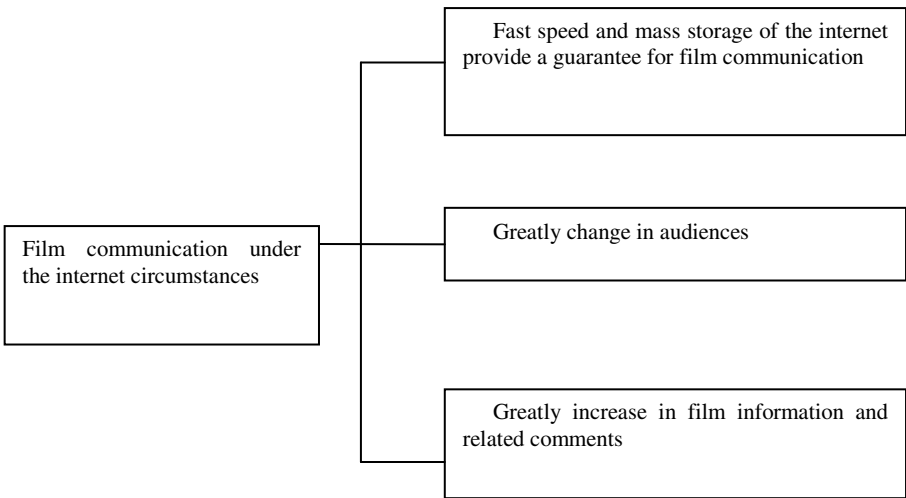 Fast speed and mass storage of the internet
provide a guarantee for film communication
Film communication under
the internet circumstances
Greatly change in audiences
Greatly increase in film information and
related comments